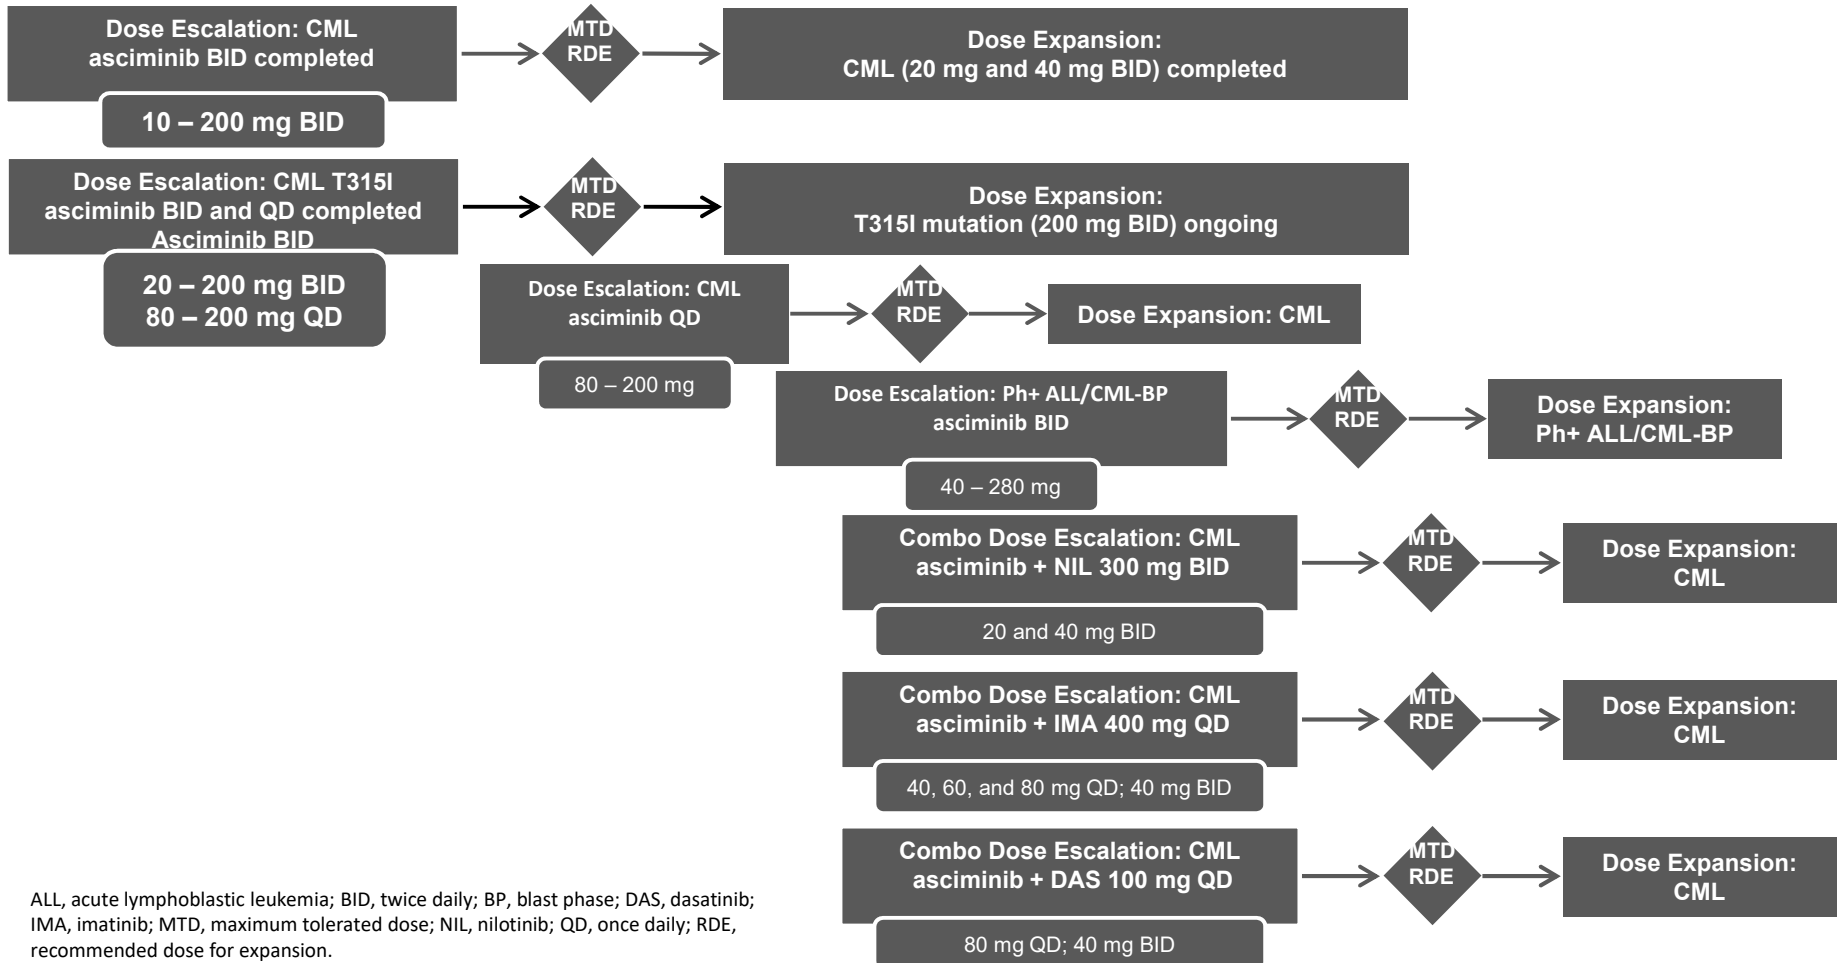 Dose Escalation: CML
asciminib BID completed
10 – 200 mg BID
MTD
RDE
Dose Expansion:
CML (20 mg and 40 mg BID) completed
Dose Escalation: CML T315I
asciminib BID and QD completed
Asciminib BID
20 – 200 mg BID
80 – 200 mg QD
MTD
RDE
Dose Expansion:
T315I mutation (200 mg BID) ongoing
Dose Escalation: CML
asciminib QD
80 – 200 mg
MTD
RDE
Dose Expansion: CML
Dose Escalation: Ph+ ALL/CML-BP
asciminib BID
40 – 280 mg
MTD
RDE
Dose Expansion:
Ph+ ALL/CML-BP
Combo Dose Escalation: CML
asciminib + NIL 300 mg BID
20 and 40 mg BID
MTD
RDE
Dose Expansion:
CML
Combo Dose Escalation: CML
asciminib + IMA 400 mg QD
40, 60, and 80 mg QD; 40 mg BID
MTD
RDE
Dose Expansion:
CML
Combo Dose Escalation: CML
asciminib + DAS 100 mg QD
80 mg QD; 40 mg BID
MTD
RDE
Dose Expansion:
CML
ALL, acute lymphoblastic leukemia; BID, twice daily; BP, blast phase; DAS, dasatinib;
IMA, imatinib; MTD, maximum tolerated dose; NIL, nilotinib; QD, once daily; RDE,
recommended dose for expansion.